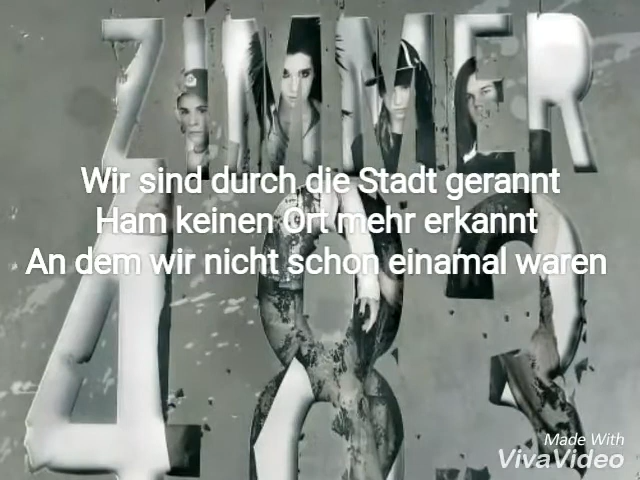 ZIMMER
Wir sind durch die Stadt gerannt
Ham keinen Ort mehr erkannt
An dem wir nicht schon einamal waren
483
Made With
VivaVideo